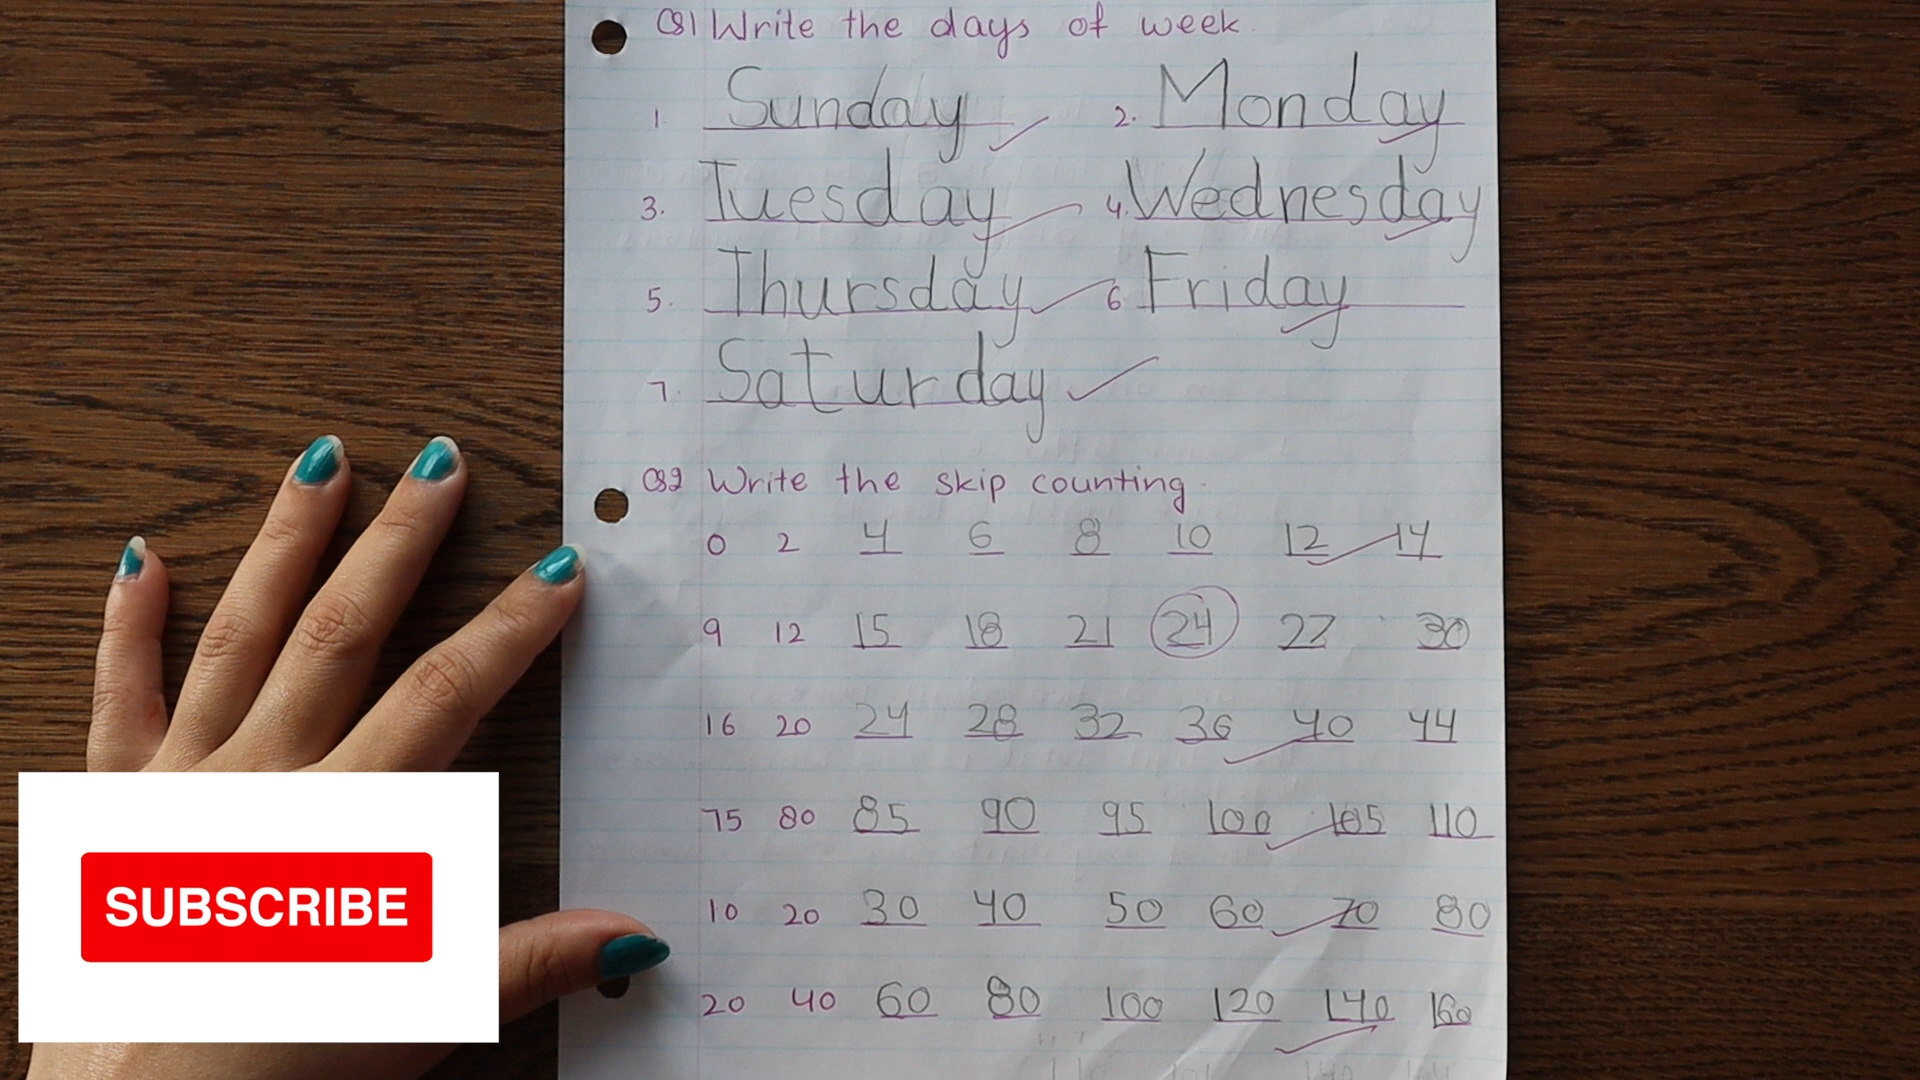 Q1 Write the days of week.
1. Sunday 2. Monday
3. Tuesday 4. Wednesday
5. Thursday 6. Friday
7. Saturday
Q2 Write the skip counting.
0 2 4 6 8 10 12 14
9 12 15 18 21 24 27 30
16 20 24 28 32 36 40 44
75 80 85 90 95 100 105 110
10 20 30 40 50 60 70 80
20 40 60 80 100 120 140 160
SUBSCRIBE